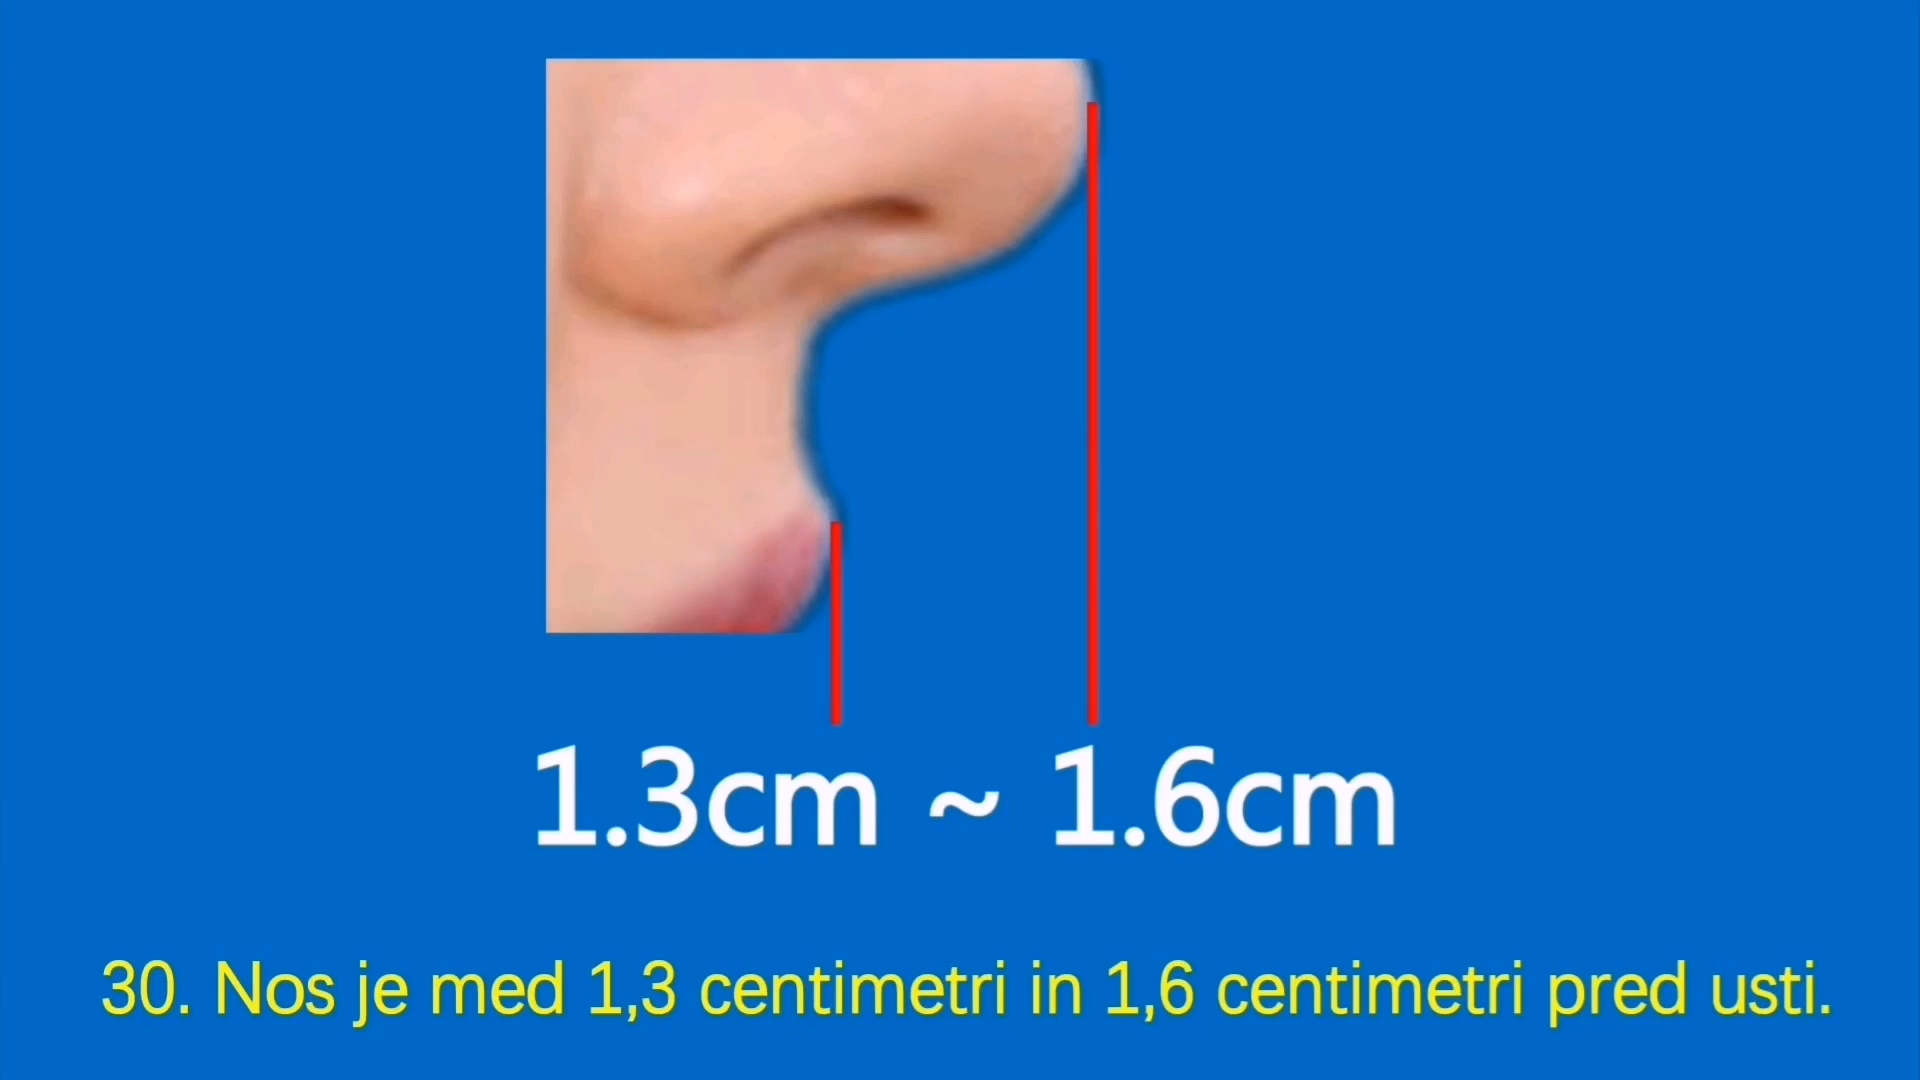 1.3cm ~ 1.6cm
30. Nos je med 1,3 centimetri in 1,6 centimetri pred usti.